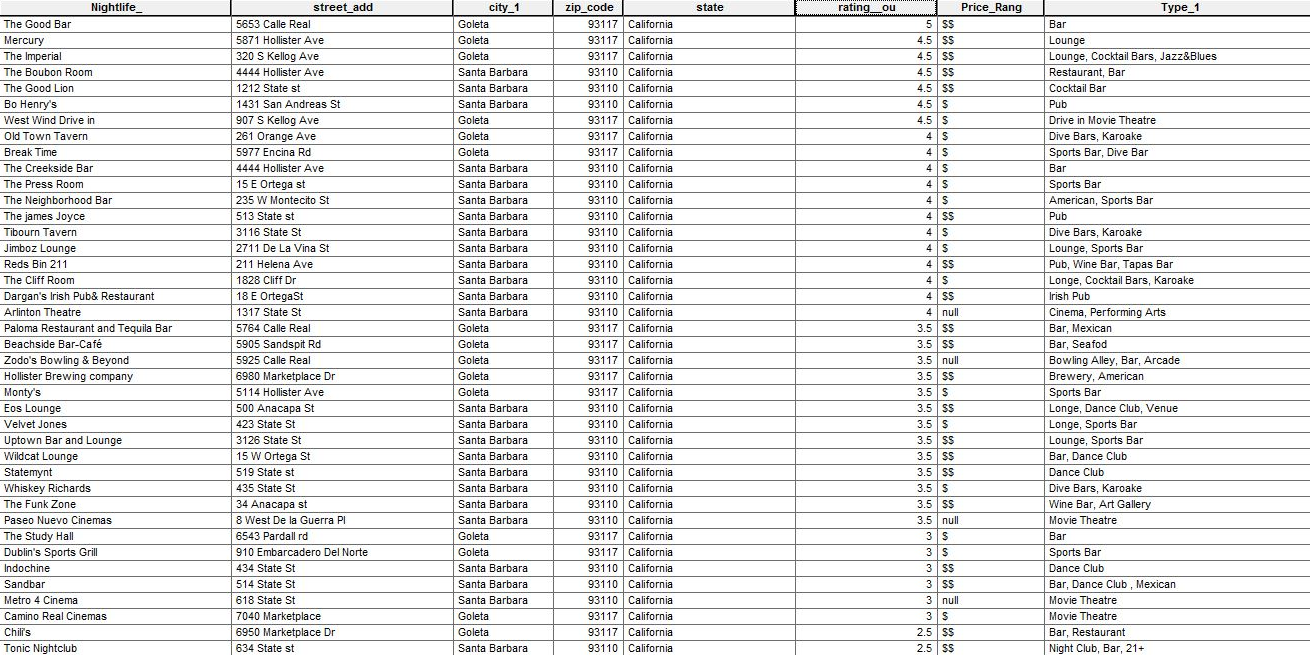 Nightlife_ street_add city_1 zip_code state rating__ou Price_Rang Type_1
The Good Bar 5653 Calle Real Goleta 93117 California 5 $$ Bar
Mercury 5871 Hollister Ave Goleta 93117 California 4.5 $$ Lounge
The Imperial 320 S Kellog Ave Goleta 93117 California 4.5 $$ Lounge, Cocktail Bars, Jazz&Blues
The Boubon Room 4444 Hollister Ave Santa Barbara 93110 California 4.5 $$ Restaurant, Bar
The Good Lion 1212 State st Santa Barbara 93110 California 4.5 $$ Cocktail Bar
Bo Henry's 1431 San Andreas St Santa Barbara 93110 California 4.5 $ Pub
West Wind Drive in 907 S Kellog Ave Goleta 93117 California 4.5 $ Drive in Movie Theatre
Old Town Tavern 261 Orange Ave Goleta 93117 California 4 $ Dive Bars, Karoake
Break Time 5977 Encina Rd Goleta 93117 California 4 $ Sports Bar, Dive Bar
The Creekside Bar 4444 Hollister Ave Santa Barbara 93110 California 4 $ Bar
The Press Room 15 E Ortega st Santa Barbara 93110 California 4 $ Sports Bar
The Neighborhood Bar 235 W Montecito St Santa Barbara 93110 California 4 $ American, Sports Bar
The james Joyce 513 State st Santa Barbara 93110 California 4 $$ Pub
Tibourn Tavern 3116 State St Santa Barbara 93110 California 4 $ Dive Bars, Karoake
Jimboz Lounge 2711 De La Vina St Santa Barbara 93110 California 4 $ Lounge, Sports Bar
Reds Bin 211 211 Helena Ave Santa Barbara 93110 California 4 $$ Pub, Wine Bar, Tapas Bar
The Cliff Room 1828 Cliff Dr Santa Barbara 93110 California 4 $ Longe, Cocktail Bars, Karoake
Dargan's Irish Pub& Restaurant 18 E OrtegaSt Santa Barbara 93110 California 4 $$ Irish Pub
Arlinton Theatre 1317 State St Santa Barbara 93110 California 4 null Cinema, Performing Arts
Paloma Restaurant and Tequila Bar 5764 Calle Real Goleta 93117 California 3.5 $$ Bar, Mexican
Beachside Bar-Café 5905 Sandspit Rd Goleta 93117 California 3.5 $$ Bar, Seafod
Zodo's Bowling & Beyond 5925 Calle Real Goleta 93117 California 3.5 null Bowling Alley, Bar, Arcade
Hollister Brewing company 6980 Marketplace Dr Goleta 93117 California 3.5 $$ Brewery, American
Monty's 5114 Hollister Ave Goleta 93117 California 3.5 $ Sports Bar
Eos Lounge 500 Anacapa St Santa Barbara 93110 California 3.5 $$ Longe, Dance Club, Venue
Velvet Jones 423 State St Santa Barbara 93110 California 3.5 $ Longe, Sports Bar
Uptown Bar and Lounge 3126 State St Santa Barbara 93110 California 3.5 $$ Lounge, Sports Bar
Wildcat Lounge 15 W Ortega St Santa Barbara 93110 California 3.5 $$ Bar, Dance Club
Statemynt 519 State st Santa Barbara 93110 California 3.5 $$ Dance Club
Whiskey Richards 435 State St Santa Barbara 93110 California 3.5 $ Dive Bars, Karoake
The Funk Zone 34 Anacapa st Santa Barbara 93110 California 3.5 $$ Wine Bar, Art Gallery
Paseo Nuevo Cinemas 8 West De la Guerra Pl Santa Barbara 93110 California 3.5 null Movie Theatre
The Study Hall 6543 Pardall rd Goleta 93117 California 3 $ Bar
Dublin's Sports Grill 910 Embarcadero Del Norte Goleta 93117 California 3 $ Sports Bar
Indochine 434 State St Santa Barbara 93110 California 3 $$ Dance Club
Sandbar 514 State St Santa Barbara 93110 California 3 $$ Bar, Dance Club , Mexican
Metro 4 Cinema 618 State St Santa Barbara 93110 California 3 null Movie Theatre
Camino Real Cinemas 7040 Marketplace Goleta 93117 California 3 $ Movie Theatre
Chili's 6950 Marketplace Dr Goleta 93117 California 2.5 $$ Bar, Restaurant
Tonic Nightclub 634 State st Santa Barbara 93110 California 2.5 $$ Night Club, Bar, 21+